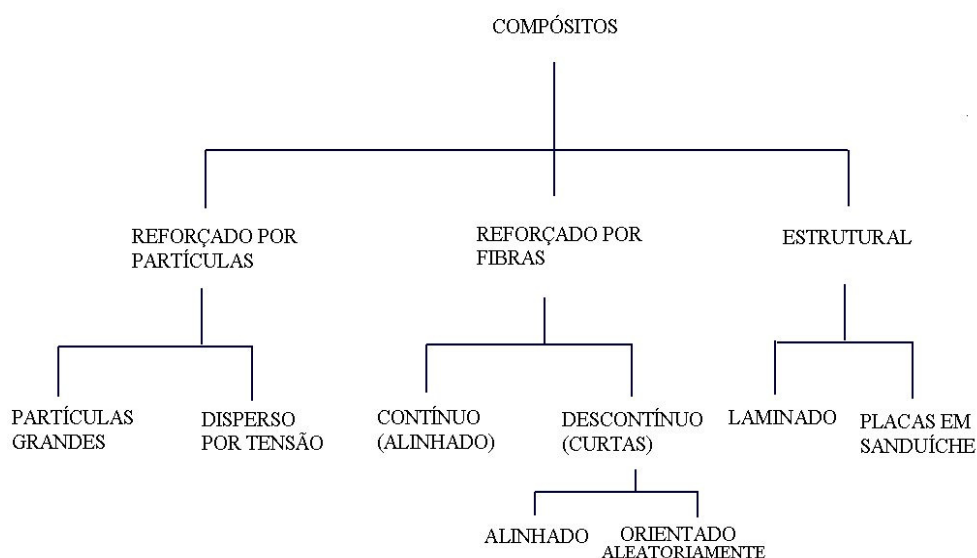 COMPÓSITOS
REFORÇADO POR
PARTÍCULAS
REFORÇADO POR
FIBRAS
ESTRUTURAL
PARTÍCULAS
GRANDES
DISPERSO
POR TENSÃO
CONTÍNUO
(ALINHADO)
DESCONTÍNUO
(CURTAS)
LAMINADO
PLACAS EM
SANDUÍCHE
ALINHADO
ORIENTADO
ALEATORIAMENTE